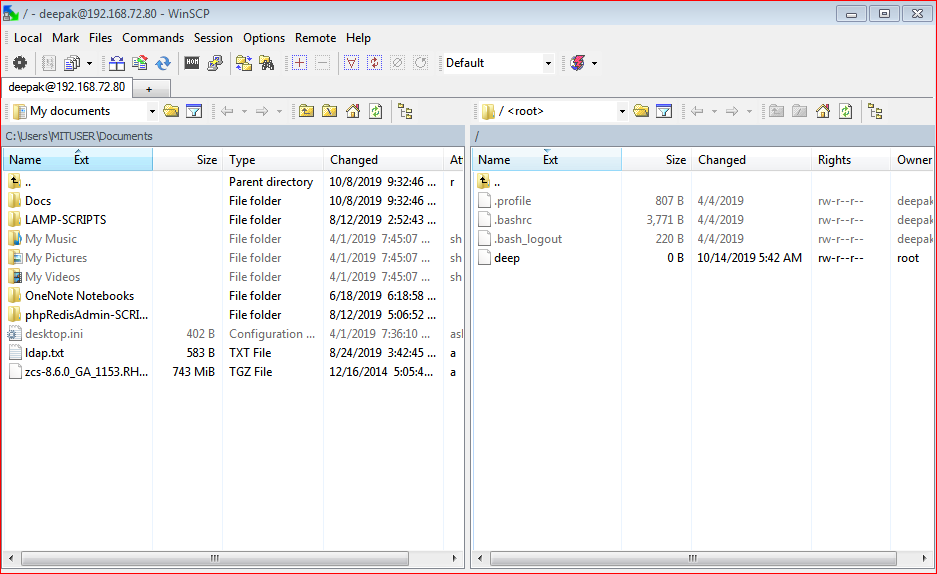 / - deepak@192.168.72.80 - WinSCP
Local Mark Files Commands Session Options Remote Help
Default
deepak@192.168.72.80 +
My documents
/ <root>
C:\Users\MITUSER\Documents
/
Name Ext Size Type Changed At
Name Ext Size Changed Rights Owner
.. Parent directory 10/8/2019 9:32:46 ... r
Docs File folder 10/8/2019 9:32:46 ...
LAMP-SCRIPTS File folder 8/12/2019 2:52:43 ...
My Music File folder 4/1/2019 7:45:07 ... sh
My Pictures File folder 4/1/2019 7:45:07 ... sh
My Videos File folder 4/1/2019 7:45:07 ... sh
OneNote Notebooks File folder 6/18/2019 6:18:58 ...
phpRedisAdmin-SCRI... File folder 8/12/2019 5:06:52 ...
desktop.ini 402 B Configuration ... 4/1/2019 7:36:10 ... ash
ldap.txt 583 B TXT File 8/24/2019 3:42:45 ... a
zcs-8.6.0_GA_1153.RH... 743 MiB TGZ File 12/16/2014 5:05:4... a
..
.profile 807 B 4/4/2019 rw-r--r-- deepak
.bashrc 3,771 B 4/4/2019 rw-r--r-- deepak
.bash_logout 220 B 4/4/2019 rw-r--r-- deepak
deep 0 B 10/14/2019 5:42 AM rw-r--r-- root